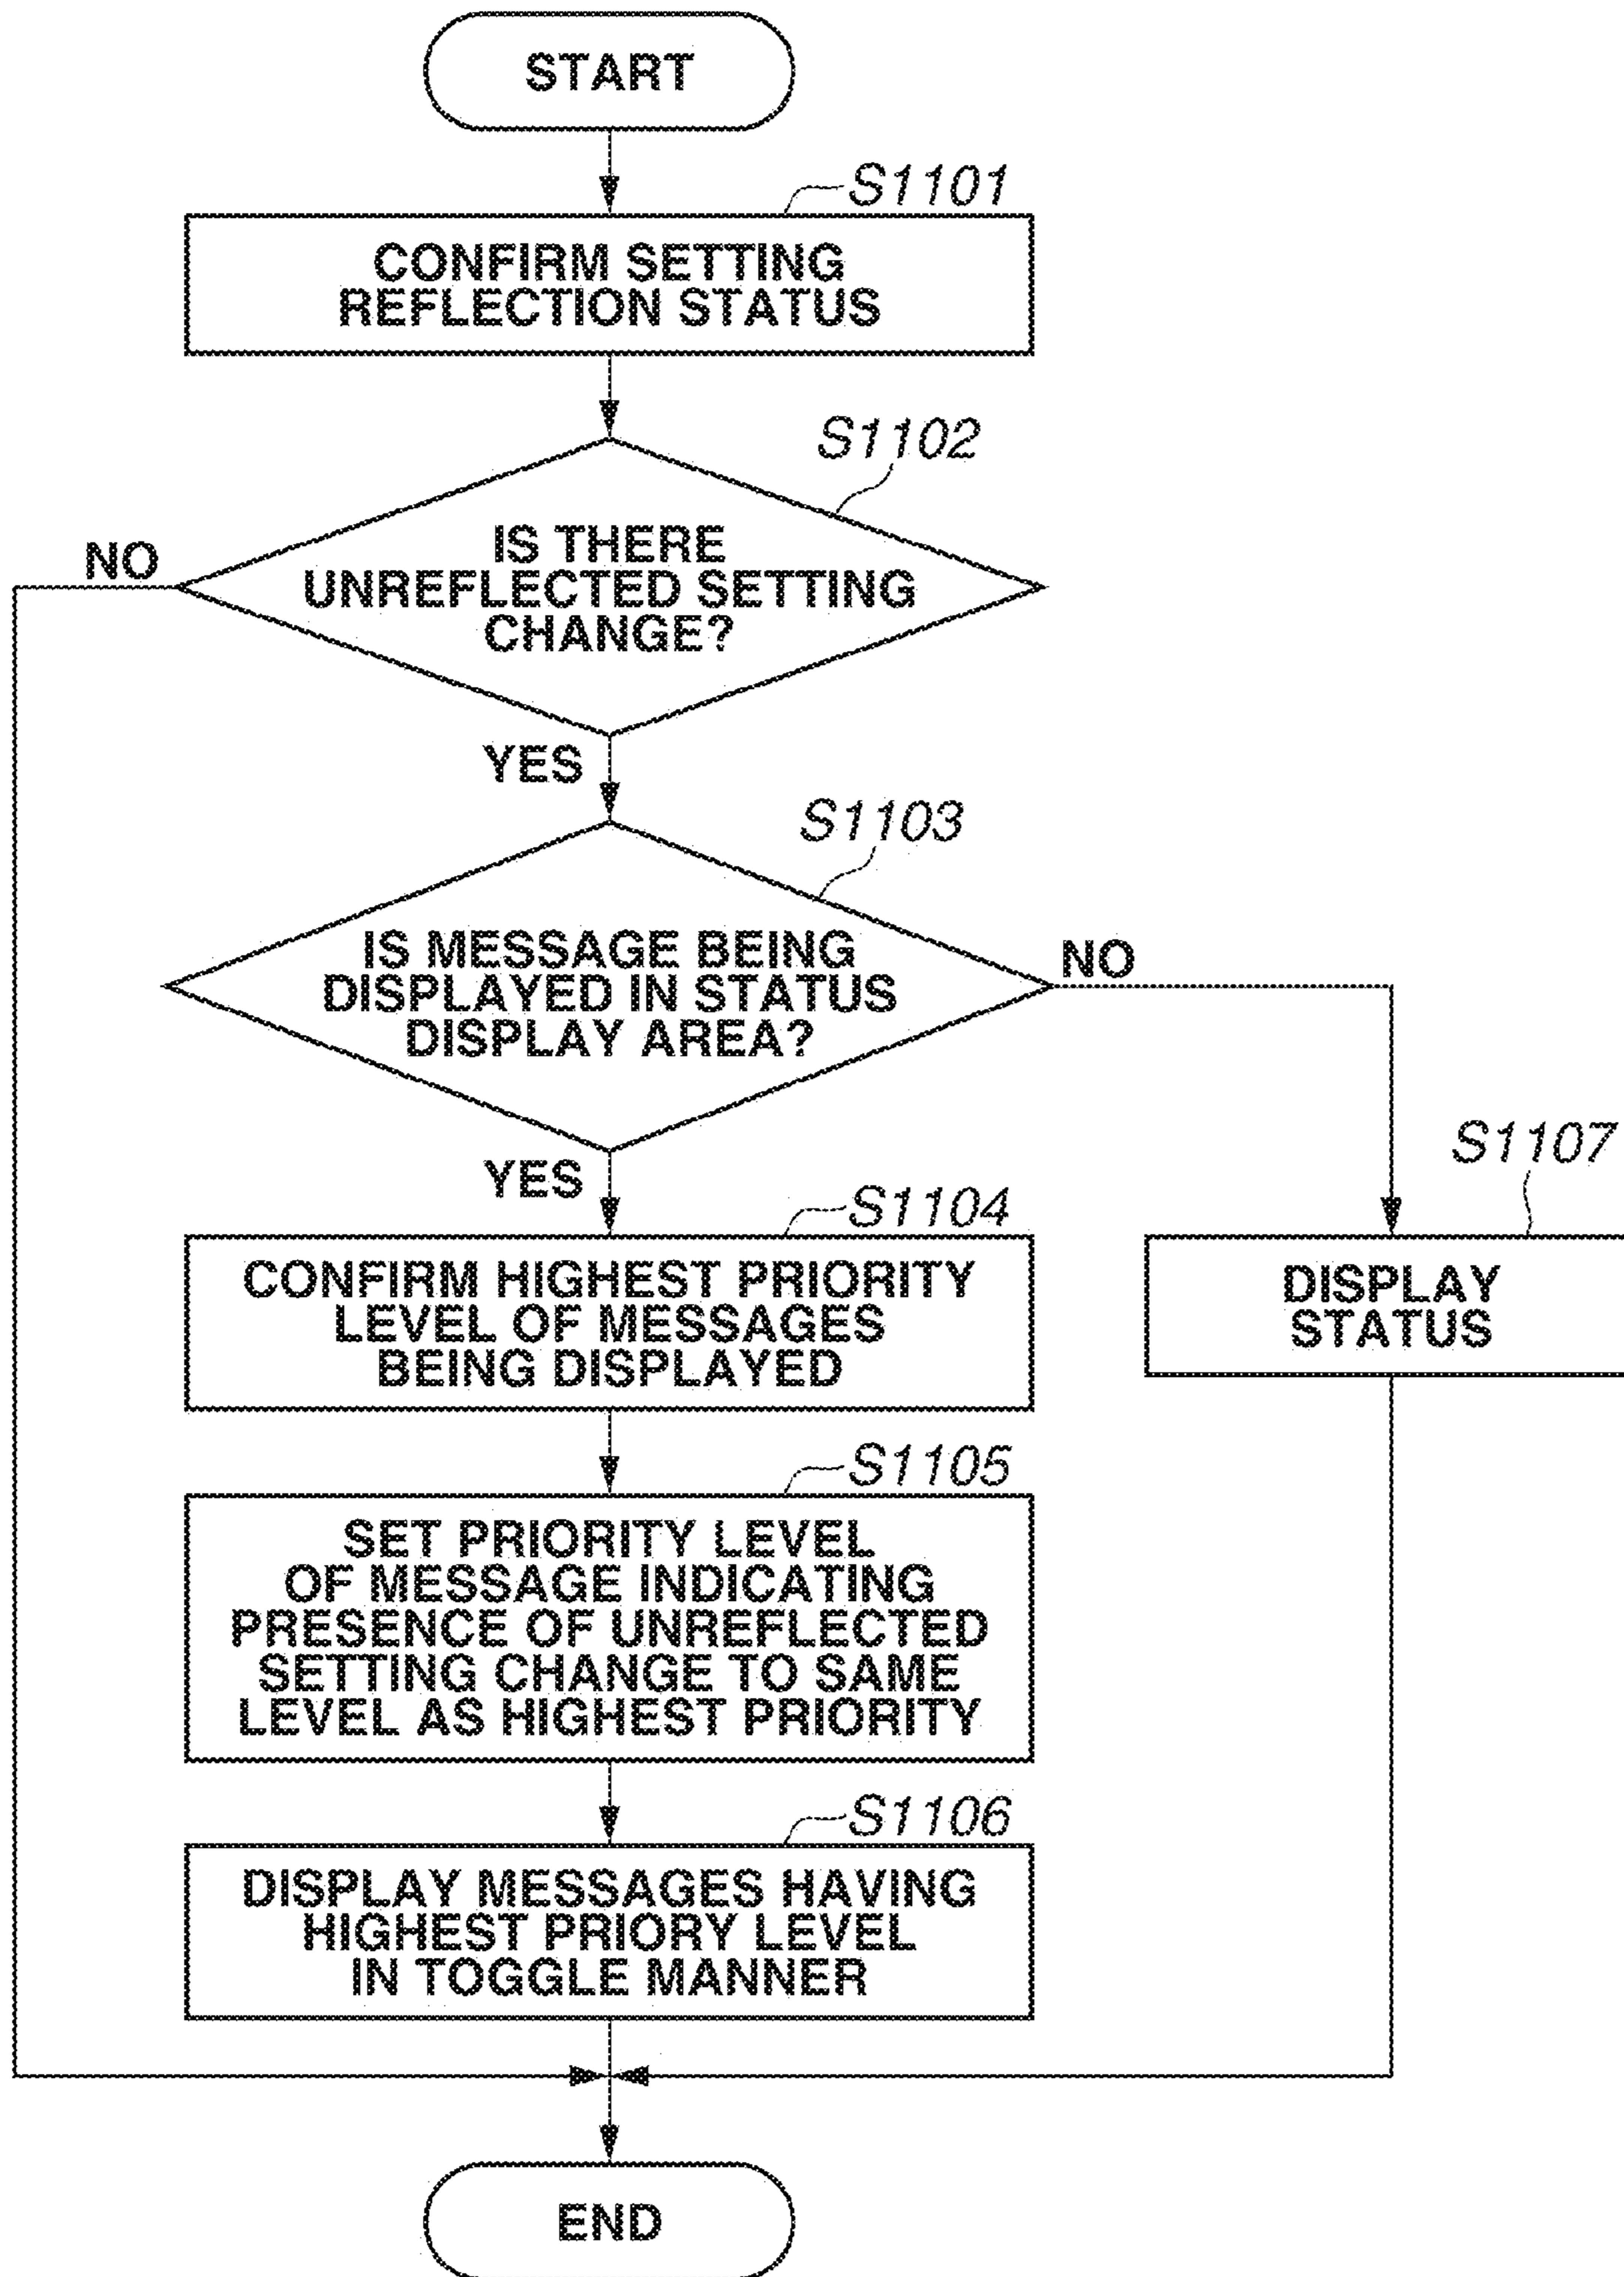 START
S1101
CONFIRM SETTING
REFLECTION STATUS
S1102
NO
IS THERE
UNREFLECTED SETTING
CHANGE?
YES
S1103
IS MESSAGE BEING
DISPLAYED IN STATUS
DISPLAY AREA?
NO
YES
S1104
CONFIRM HIGHEST PRIORITY
LEVEL OF MESSAGES
BEING DISPLAYED
S1107
DISPLAY
STATUS
S1105
SET PRIORITY LEVEL
OF MESSAGE INDICATING
PRESENCE OF UNREFLECTED
SETTING CHANGE TO SAME
LEVEL AS HIGHEST PRIORITY
S1106
DISPLAY MESSAGES HAVING
HIGHEST PRIORY LEVEL
IN TOGGLE MANNER
END